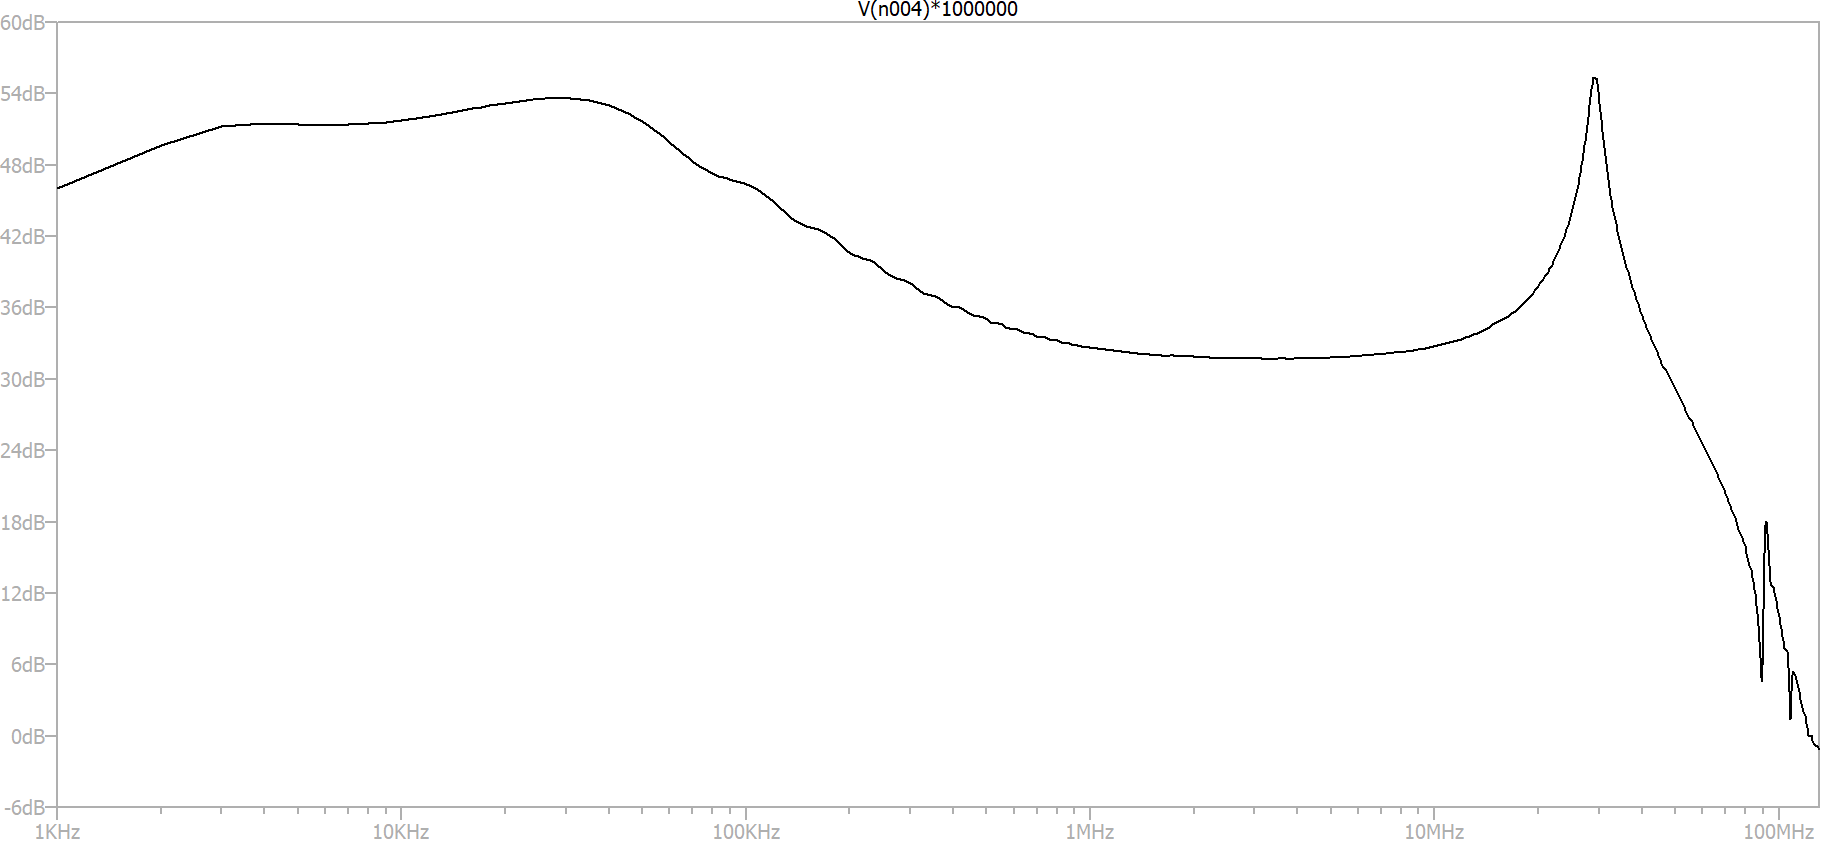 V(n004)*1000000
60dB
54dB
48dB
42dB
36dB
30dB
24dB
18dB
12dB
6dB
0dB
-6dB
1KHz 10KHz 100KHz 1MHz 10MHz 100MHz